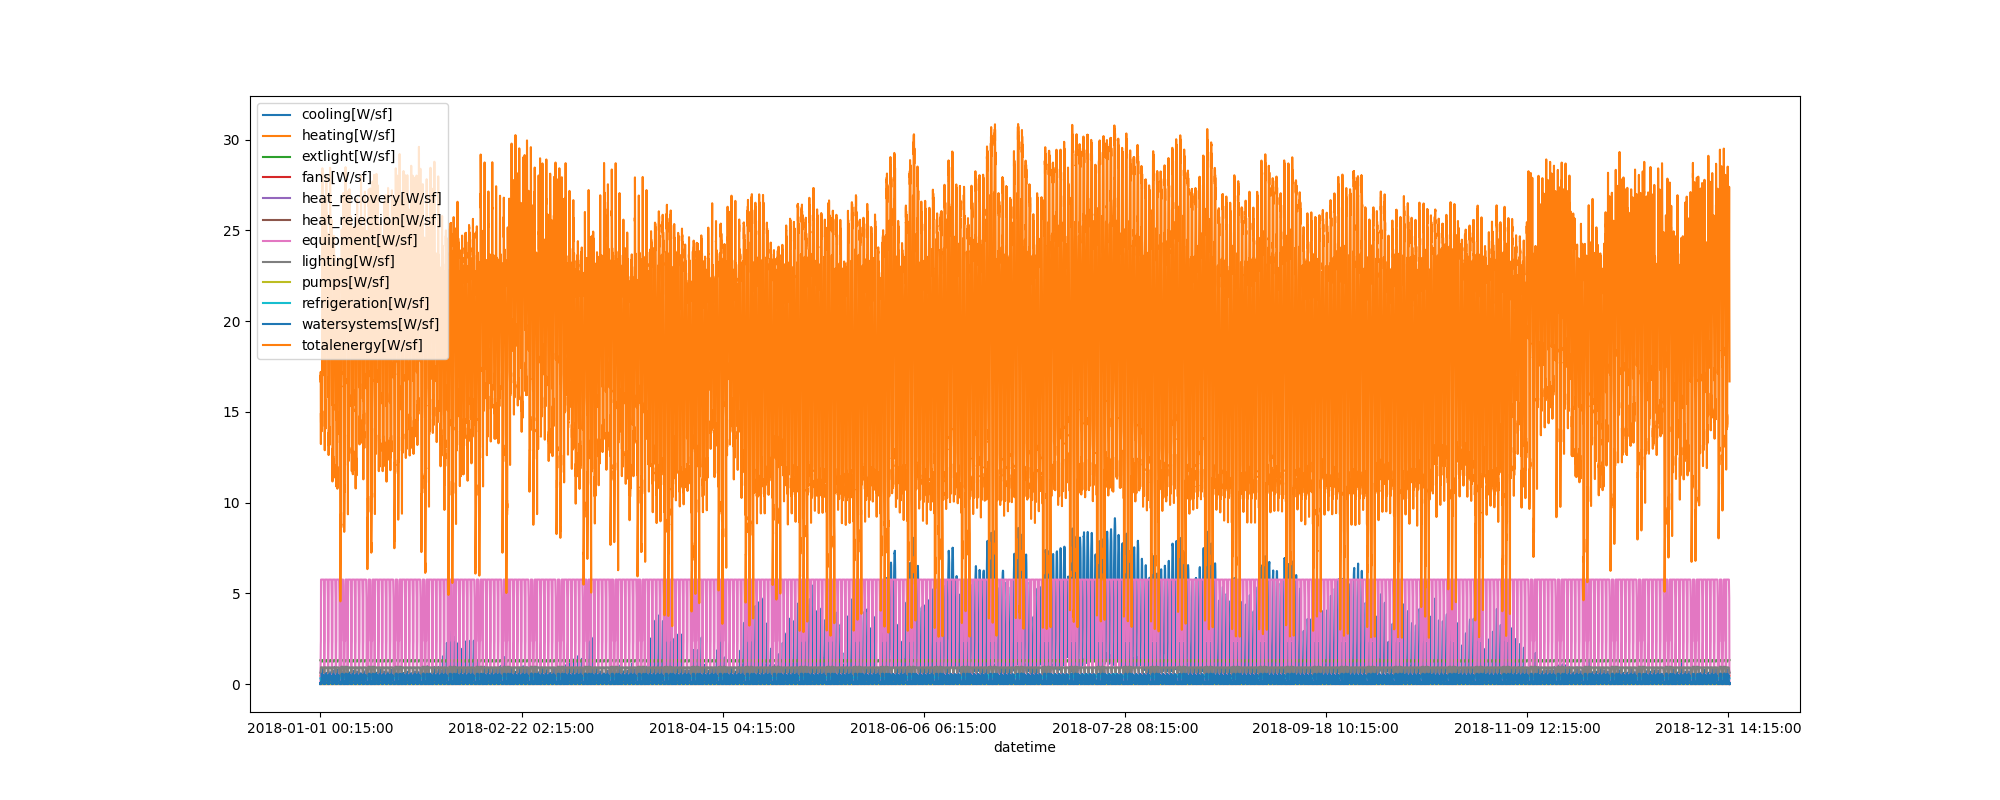 cooling[W/sf]
heating[W/sf]
extlight[W/sf]
fans[W/sf]
heat_recovery[W/sf]
heat_rejection[W/sf]
equipment[W/sf]
lighting[W/sf]
pumps[W/sf]
refrigeration[W/sf]
watersystems[W/sf]
totalenergy[W/sf]
30
25
20
15
10
5
0
2018-01-01 00:15:00 2018-02-22 02:15:00 2018-04-15 04:15:00 2018-06-06 06:15:00 2018-07-28 08:15:00 2018-09-18 10:15:00 2018-11-09 12:15:00 2018-12-31 14:15:00
datetime